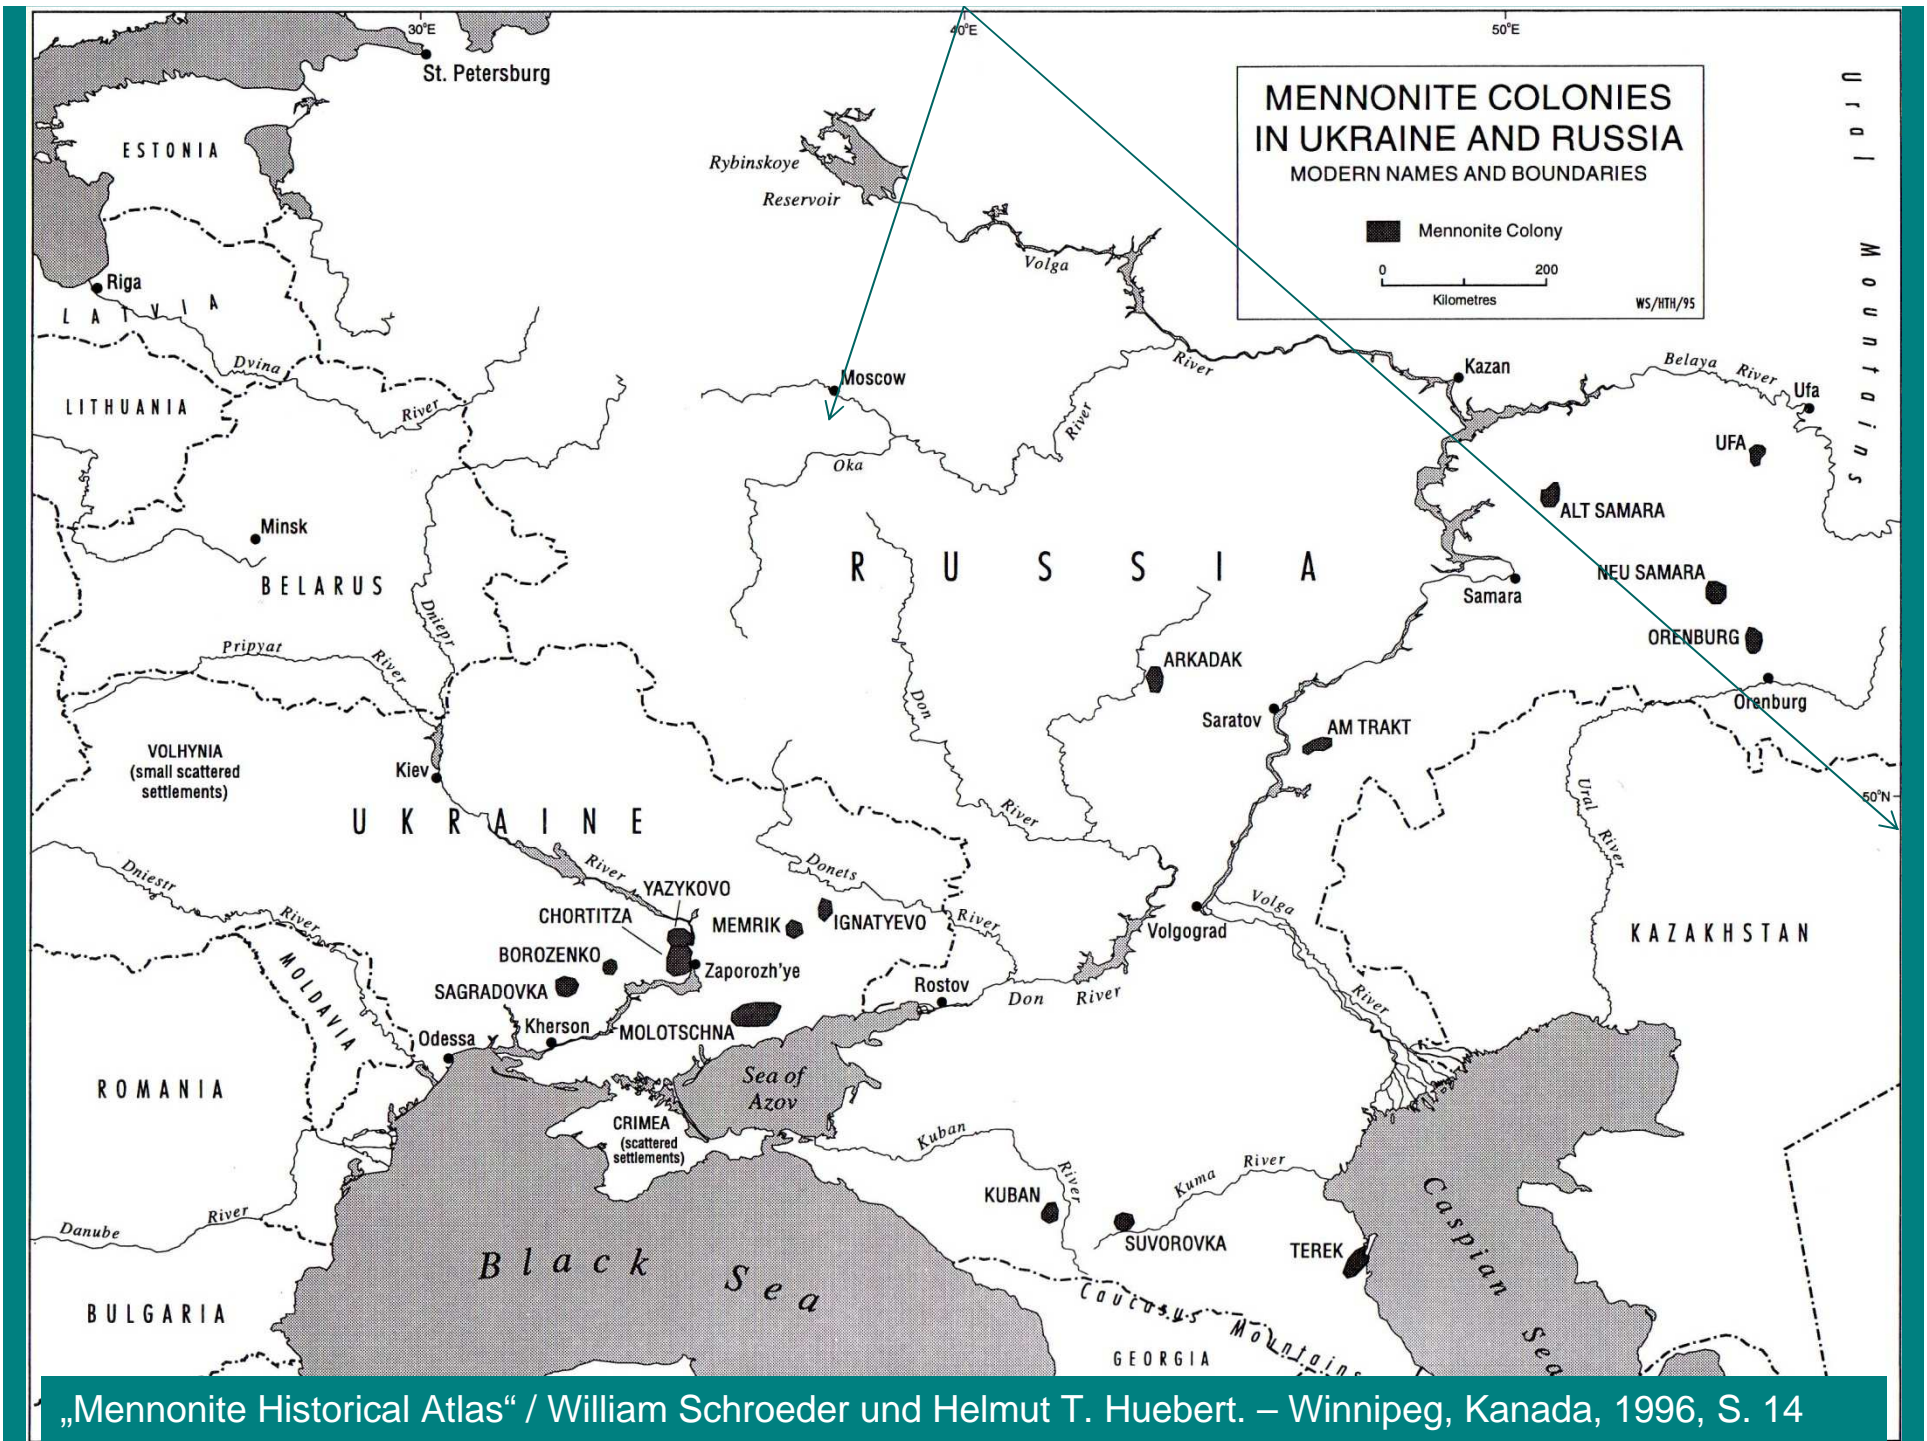 30°E
40°E
50°E
St. Petersburg
MENNONITE COLONIES
IN UKRAINE AND RUSSIA
MODERN NAMES AND BOUNDARIES
Mennonite Colony
0 200
Kilometres
WS/HTH/95
Ural Mountains
ESTONIA
Rybinskoye
Reservoir
Volga
River
Riga
LATVIA
Dvina
River
LITHUANIA
Moscow
Oka
River
Kazan
Belaya River
Ufa
UFA
ALT SAMARA
Minsk
BELARUS
Dniepr
RUSSIA
NEU SAMARA
Samara
ORENBURG
Orenburg
Pripyat
River
ARKADAK
Don
River
Saratov
AM TRAKT
VOLHYNIA
(small scattered
settlements)
Kiev
UKRAINE
River
Ural
River
50°N
Dniestr
River
Donets
River
YAZYKOVO
CHORTITZA
MEMRIK
IGNATYEVO
BOROZENKO
Zaporozh'ye
SAGRADOVKA
Volga
River
Volgograd
KAZAKHSTAN
MOLDAVIA
Rostov
Don River
Kherson
MOLOTSCHNA
Odessa
ROMANIA
Sea of
Azov
CRIMEA
(scattered
settlements)
Kuban
River
Kuma River
KUBAN
SUVOROVKA
TEREK
Caspian Sea
Danube River
Black Sea
BULGARIA
Caucasus Mountains
GEORGIA
„Mennonite Historical Atlas“ / William Schroeder und Helmut T. Huebert. – Winnipeg, Kanada, 1996, S. 14